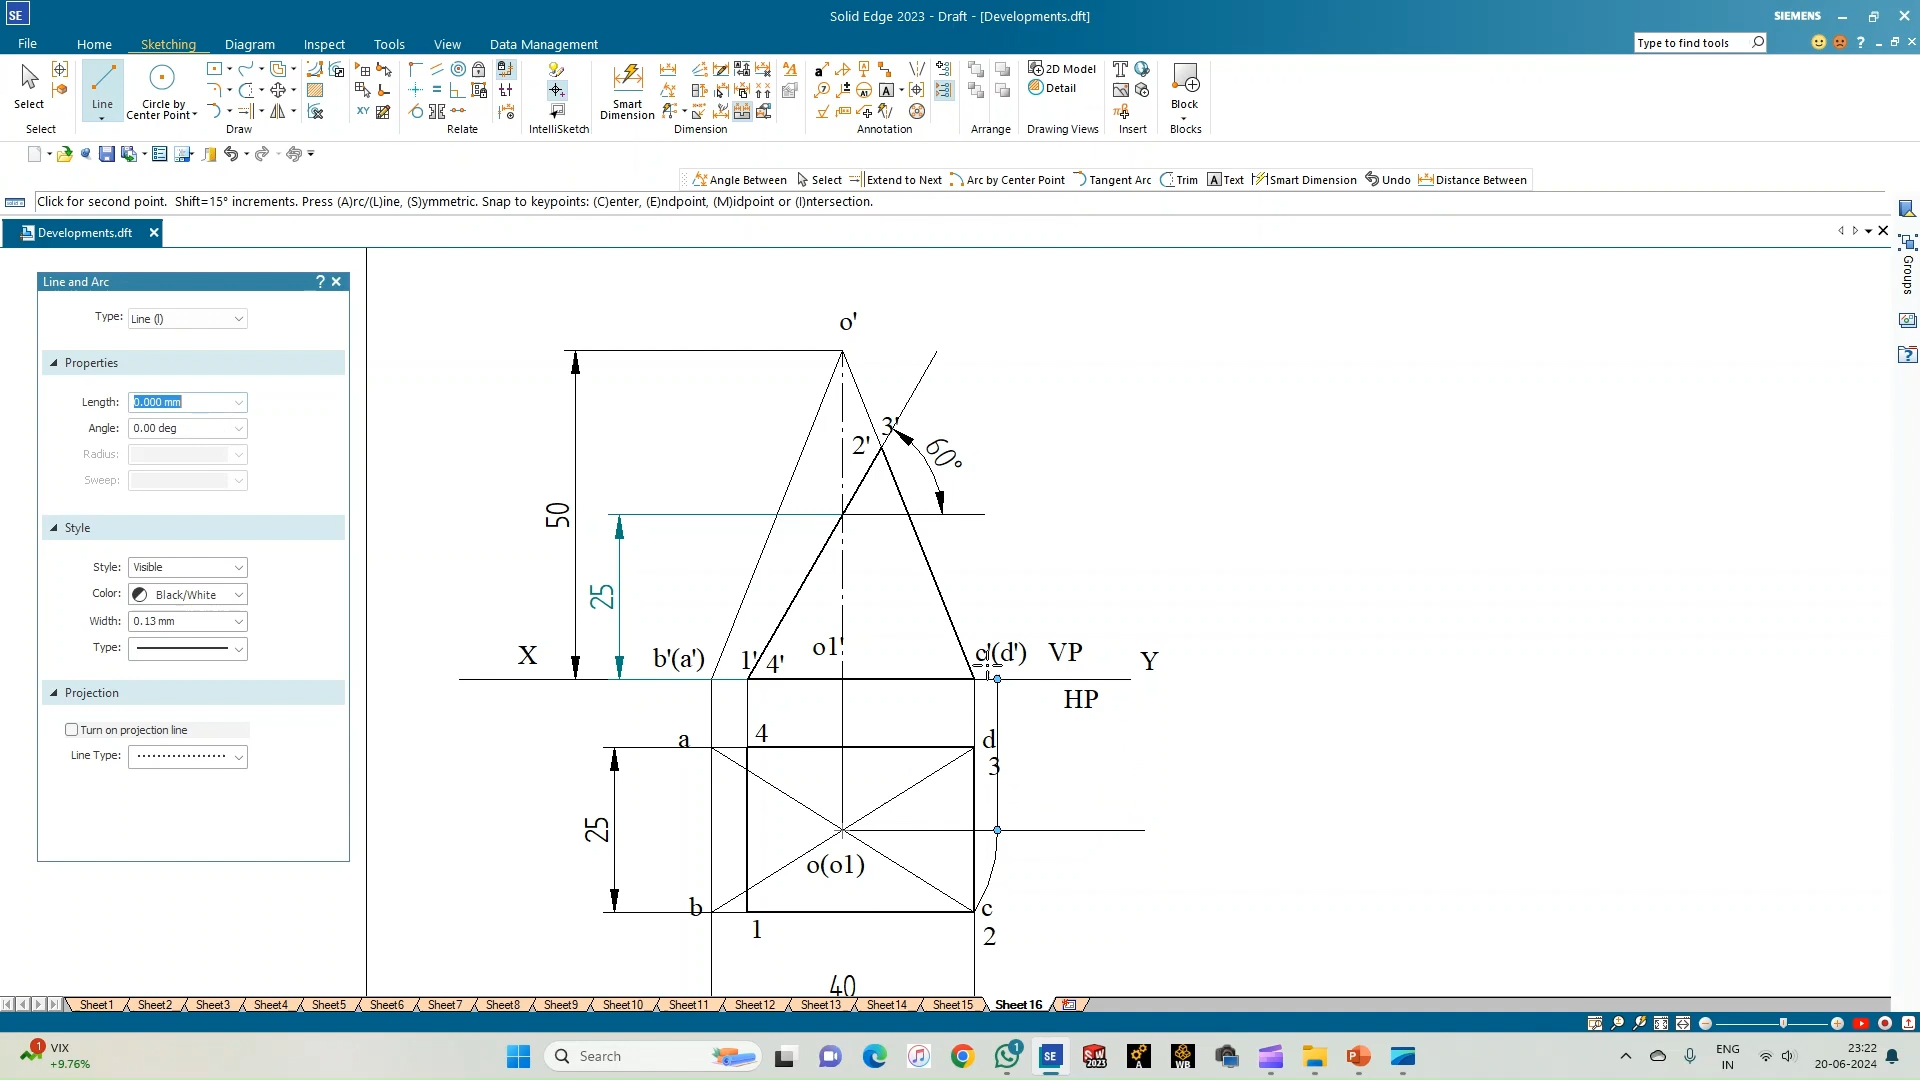 SE Solid Edge 2023 - Draft - [Developments.dft] SIEMENS
File Home Sketching Diagram Inspect Tools View Data Management Type to find tools
Select Line Circle by Center Point Smart Dimension 2D Model Detail Block
Select Draw Relate IntelliSketch Dimension Annotation Arrange Drawing Views Insert Blocks
Angle Between Select Extend to Next Arc by Center Point Tangent Arc Trim A Text Smart Dimension Undo Distance Between
Click for second point. Shift=15° increments. Press (A)rc/(L)ine, (S)ymmetric. Snap to keypoints: (C)enter, (E)ndpoint, (M)idpoint or (I)ntersection.
Developments.dft
Groups
Line and Arc
Type: Line (l)
Properties
Length: 0.000 mm
Angle: 0.00 deg
Radius:
Sweep:
Style
Style: Visible
Color: Black/White
Width: 0.13 mm
Type:
Projection
Turn on projection line
Line Type:
o'
3'
2' 60°
50
25
X b'(a') 1' 4' o1' c'(d') VP Y
HP
a 4 d
3
25
o(o1)
b c
1 2
40
Sheet1 Sheet2 Sheet3 Sheet4 Sheet5 Sheet6 Sheet7 Sheet8 Sheet9 Sheet10 Sheet11 Sheet12 Sheet13 Sheet14 Sheet15 Sheet16
1 VIX
+9.76%
Search
1
SE
2023
A
WB
ENG
IN
23:22
20-06-2024